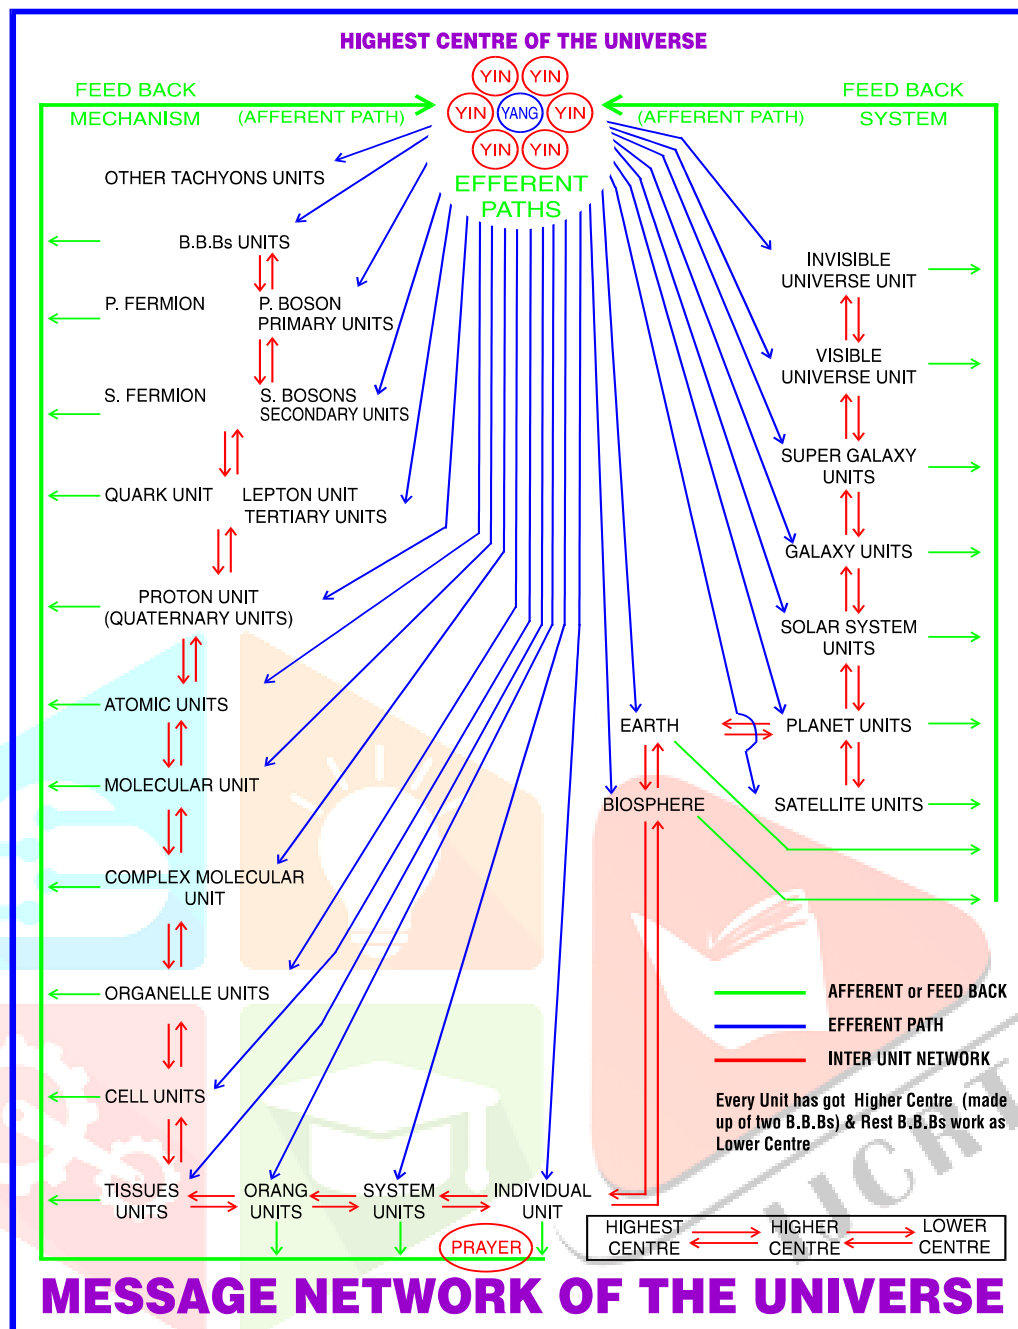 HIGHEST CENTRE OF THE UNIVERSE
YIN YIN
YIN YANG YIN
YIN YIN
FEED BACK
MECHANISM (AFFERENT PATH)
FEED BACK
(AFFERENT PATH) SYSTEM
EFFERENT
PATHS
OTHER TACHYONS UNITS
B.B.Bs UNITS
P. FERMION P. BOSON
PRIMARY UNITS
S. FERMION S. BOSONS
SECONDARY UNITS
QUARK UNIT LEPTON UNIT
TERTIARY UNITS
PROTON UNIT
(QUATERNARY UNITS)
ATOMIC UNITS
MOLECULAR UNIT
COMPLEX MOLECULAR
UNIT
ORGANELLE UNITS
CELL UNITS
TISSUES
UNITS
ORANG
UNITS
SYSTEM
UNITS
INDIVIDUAL
UNIT
PRAYER
INVISIBLE
UNIVERSE UNIT
VISIBLE
UNIVERSE UNIT
SUPER GALAXY
UNITS
GALAXY UNITS
SOLAR SYSTEM
UNITS
EARTH PLANET UNITS
BIOSPHERE SATELLITE UNITS
AFFERENT or FEED BACK
EFFERENT PATH
INTER UNIT NETWORK
Every Unit has got Higher Centre (made
up of two B.B.Bs) & Rest B.B.Bs work as
Lower Centre
HIGHEST HIGHER LOWER
CENTRE CENTRE CENTRE
MESSAGE NETWORK OF THE UNIVERSE
IJCRT